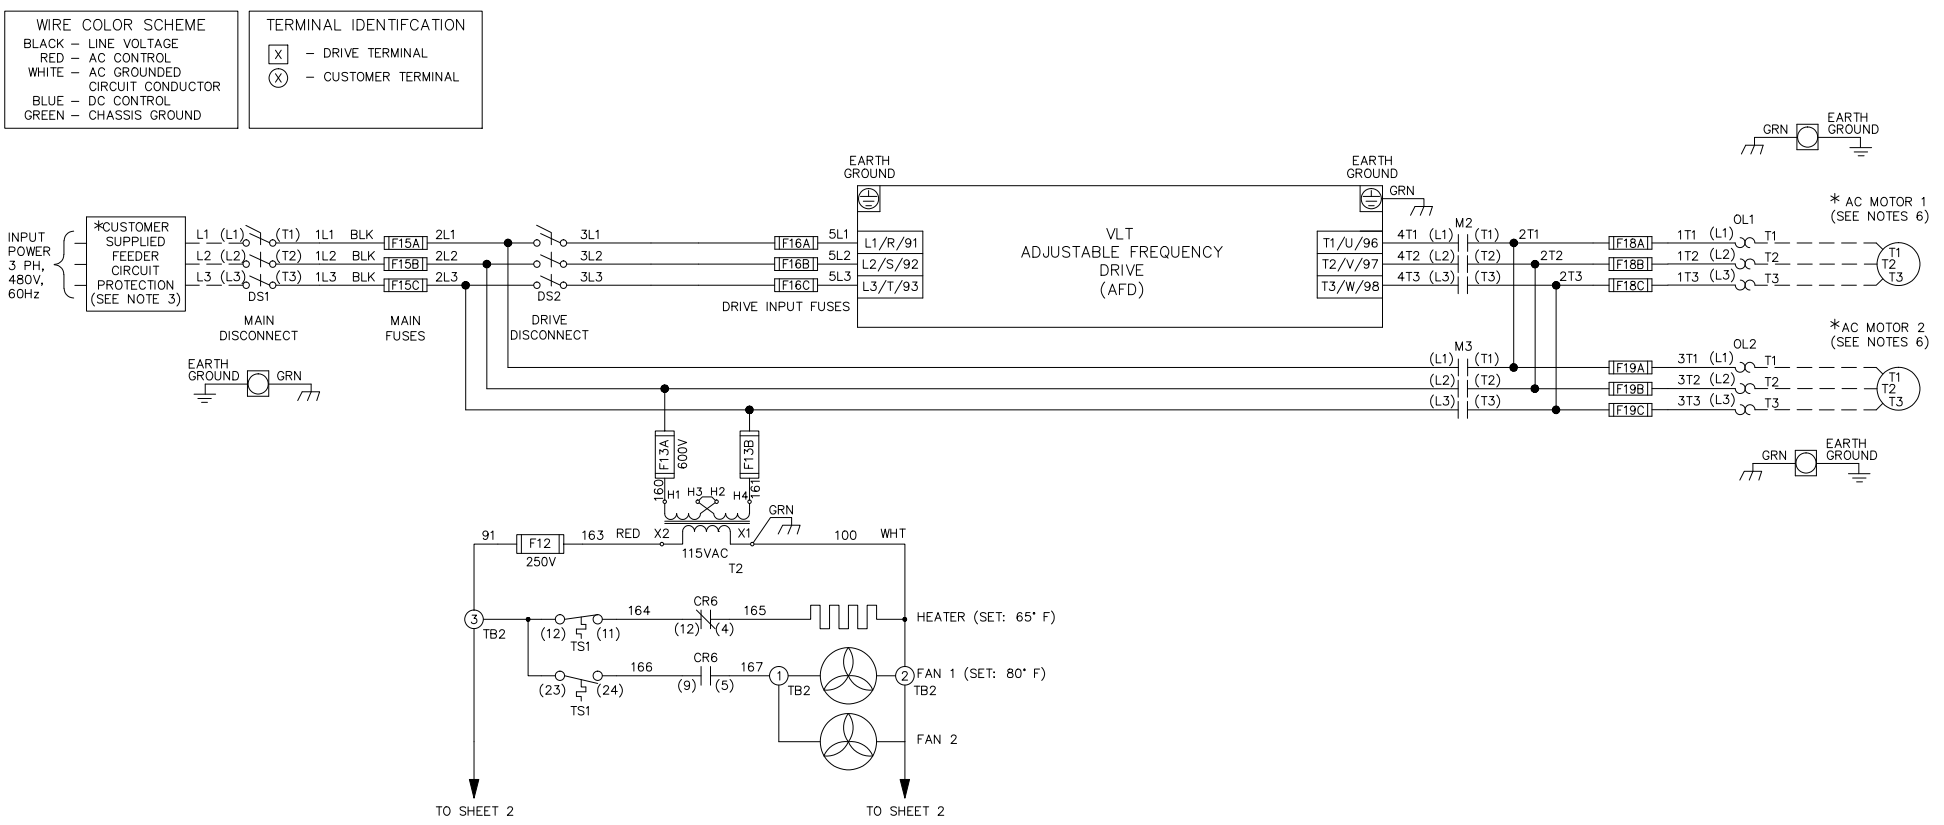 WIRE COLOR SCHEME
BLACK – LINE VOLTAGE
RED – AC CONTROL
WHITE – AC GROUNDED
CIRCUIT CONDUCTOR
BLUE – DC CONTROL
GREEN – CHASSIS GROUND
TERMINAL IDENTIFCATION
X – DRIVE TERMINAL
X – CUSTOMER TERMINAL
GRN
EARTH
GROUND
EARTH
GROUND
EARTH
GROUND
GRN
INPUT
POWER
3 PH,
480V,
60Hz
*CUSTOMER
SUPPLIED
FEEDER
CIRCUIT
PROTECTION
(SEE NOTE 3)
L1 (L1) (T1) 1L1 BLK F15A 2L1 3L1 F16A 5L1 L1/R/91
L2 (L2) (T2) 1L2 BLK F15B 2L2 3L2 F16B 5L2 L2/S/92
L3 (L3) (T3) 1L3 BLK F15C 2L3 3L3 F16C 5L3 L3/T/93
DS1
DS2
MAIN
DISCONNECT
MAIN
FUSES
DRIVE
DISCONNECT
DRIVE INPUT FUSES
VLT
ADJUSTABLE FREQUENCY
DRIVE
(AFD)
M2
OL1
* AC MOTOR 1
(SEE NOTES 6)
T1/U/96 4T1 (L1) (T1) 2T1 F18A 1T1 (L1) T1 T1
T2/V/97 4T2 (L2) (T2) 2T2 F18B 1T2 (L2) T2 T2
T3/W/98 4T3 (L3) (T3) 2T3 F18C 1T3 (L3) T3 T3
M3
OL2
*AC MOTOR 2
(SEE NOTES 6)
(L1) (T1) F19A 3T1 (L1) T1 T1
(L2) (T2) F19B 3T2 (L2) T2 T2
(L3) (T3) F19C 3T3 (L3) T3 T3
EARTH
GROUND
GRN
GRN
EARTH
GROUND
F13A
600V
F13B
160
161
H1 H3 H2 H4
GRN
91 F12 163 RED X2 X1 100 WHT
250V
115VAC
T2
3
TB2
(12) (11) 164 CR6 (12) (4) 165 HEATER (SET: 65° F)
TS1
(23) (24) 166 CR6 (9) (5) 167 1 2 FAN 1 (SET: 80° F)
TS1
TB2
TB2
FAN 2
TO SHEET 2
TO SHEET 2